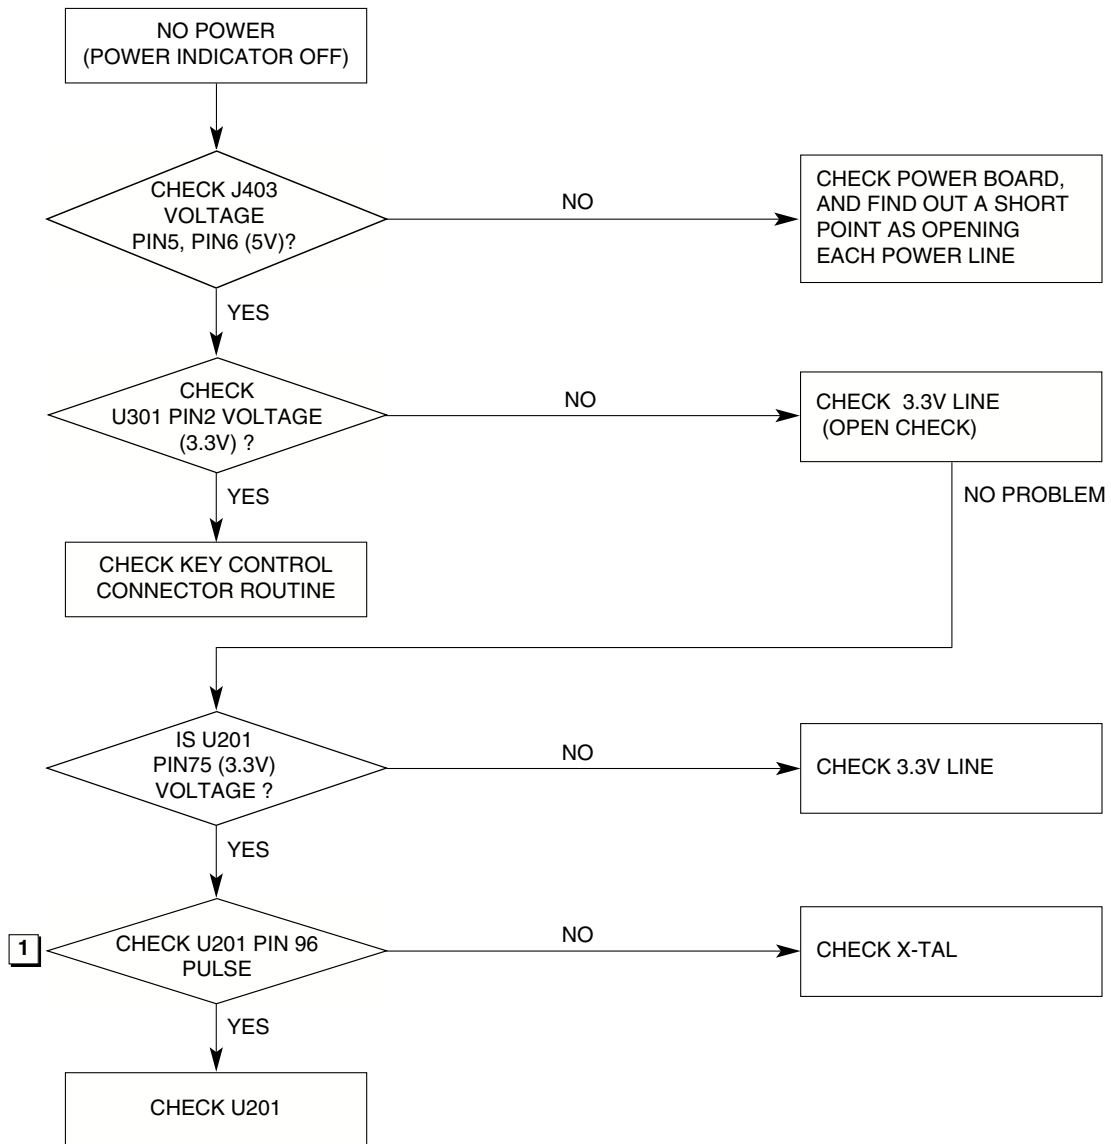 NO POWER
(POWER INDICATOR OFF)
CHECK J403
VOLTAGE
PIN5, PIN6 (5V)?
NO
CHECK POWER BOARD,
AND FIND OUT A SHORT
POINT AS OPENING
EACH POWER LINE
YES
CHECK
U301 PIN2 VOLTAGE
(3.3V) ?
NO
CHECK 3.3V LINE
(OPEN CHECK)
YES
NO PROBLEM
CHECK KEY CONTROL
CONNECTOR ROUTINE
IS U201
PIN75 (3.3V)
VOLTAGE ?
NO
CHECK 3.3V LINE
YES
1
CHECK U201 PIN 96
PULSE
NO
CHECK X-TAL
YES
CHECK U201